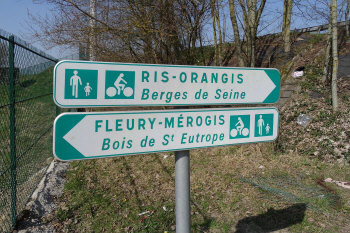 RIS-ORANGIS
Berges de Seine
FLEURY-MÉROGIS
Bois de St Eutrope